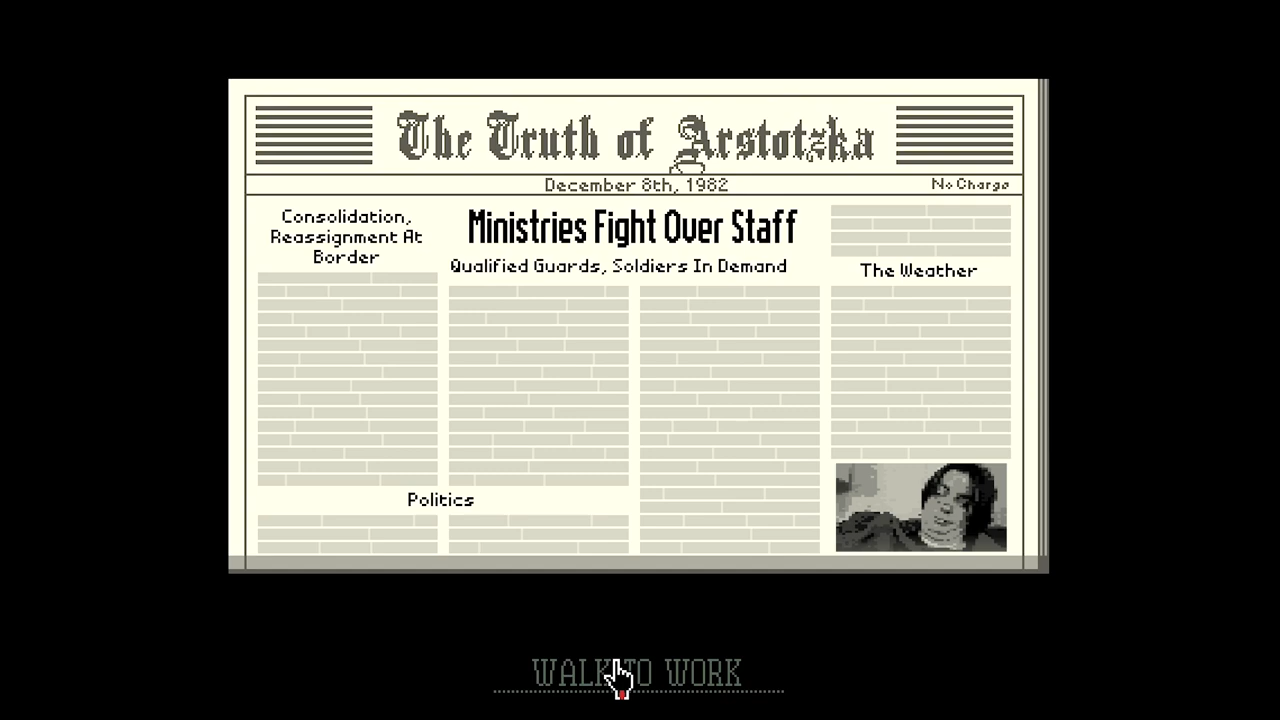 The Truth of Arstotzka
December 8th, 1982
No Charge
Consolidation,
Reassignment At
Border
Ministries Fight Over Staff
Qualified Guards, Soldiers In Demand
The Weather
Politics
WALK TO WORK